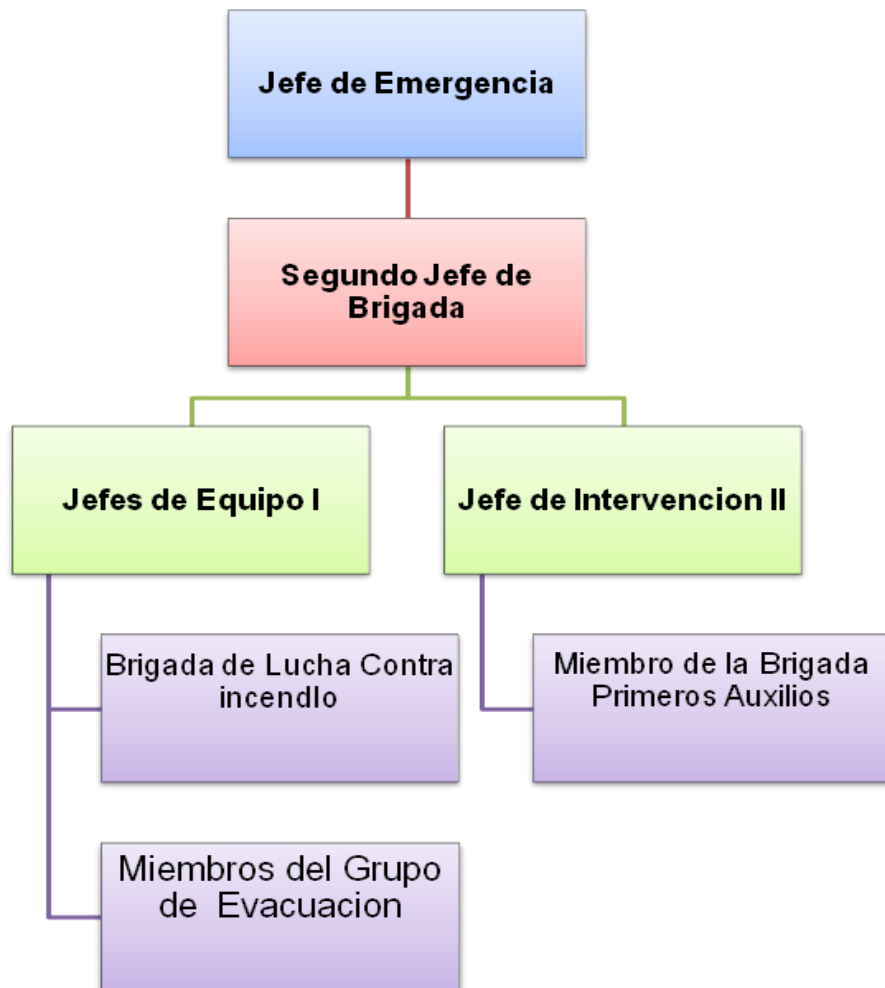 Jefe de Emergencia
Segundo Jefe de
Brigada
Jefes de Equipo I
Jefe de Intervencion II
Brigada de Lucha Contra
incendlo
Miembro de la Brigada
Primeros Auxilios
Miembros del Grupo
de Evacuacion